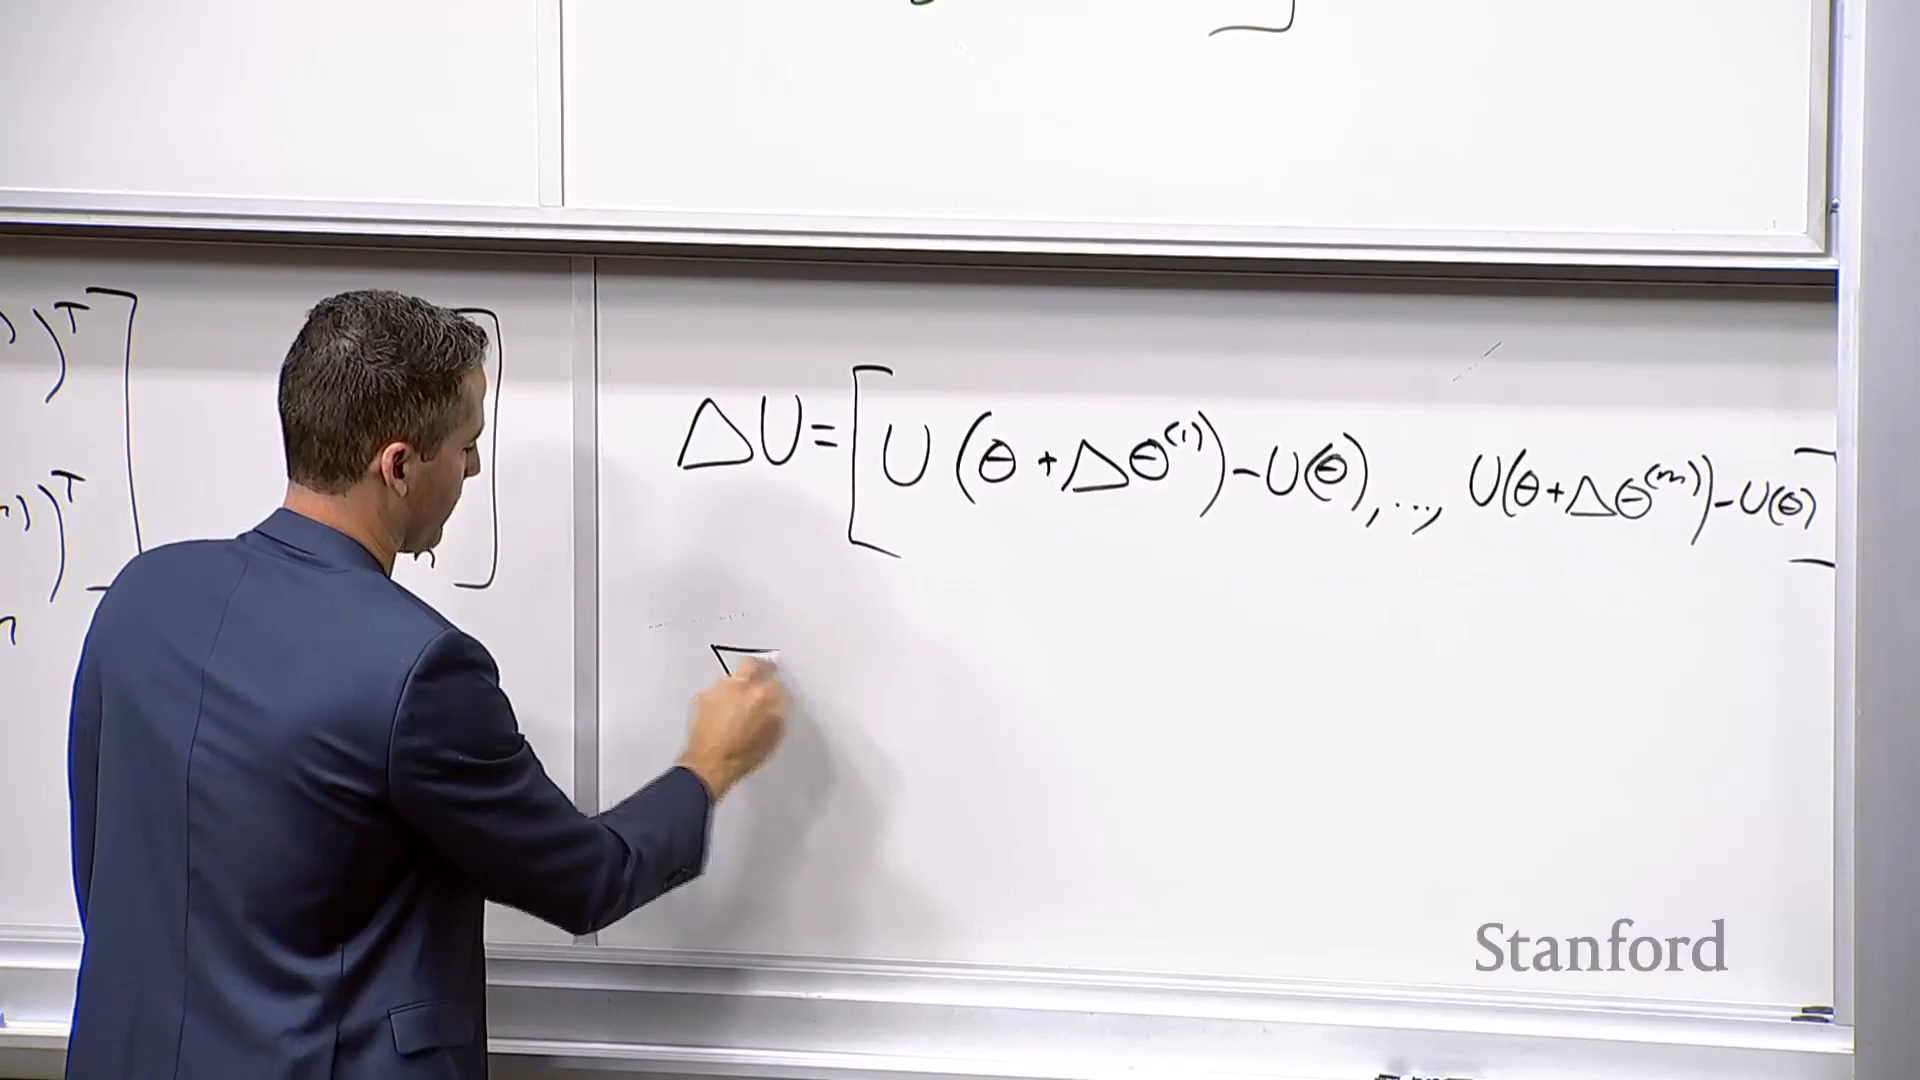 )ᵀ
)ᵀ
n
ΔU = [ U(θ + Δθ⁽¹⁾) - U(θ), ..., U(θ + Δθ⁽ᵐ⁾) - U(θ) ]
∇
Stanford